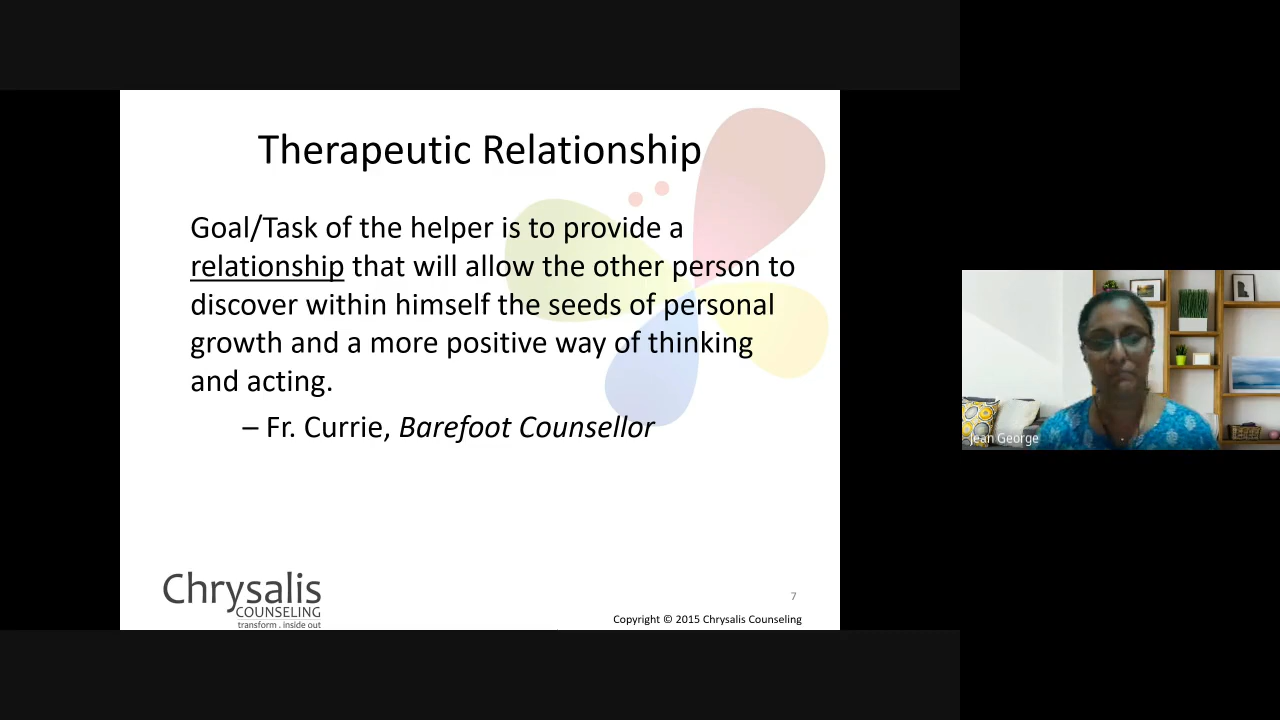 Therapeutic Relationship
Goal/Task of the helper is to provide a
relationship that will allow the other person to
discover within himself the seeds of personal
growth and a more positive way of thinking
and acting.
– Fr. Currie, Barefoot Counsellor
Jean George
Chrysalis
COUNSELING
transform . inside out
7
Copyright © 2015 Chrysalis Counseling